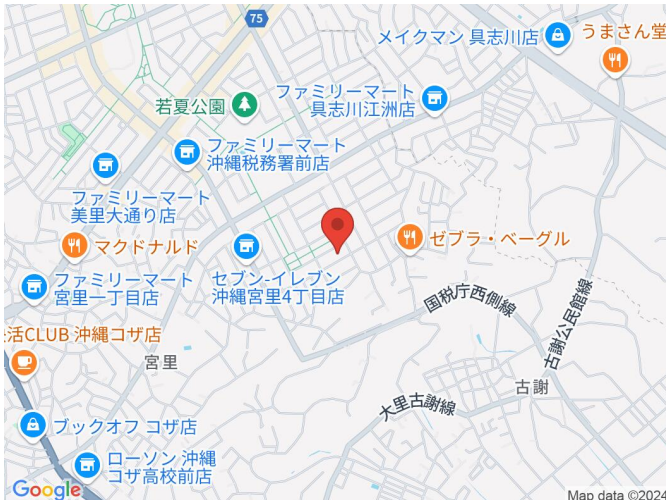 75
メイクマン 具志川店
うまさん堂
ファミリーマート
具志川江洲店
若夏公園
ファミリーマート
沖縄税務署前店
ファミリーマート
美里大通り店
マクドナルド
ゼブラ・ベーグル
セブン-イレブン
沖縄宮里4丁目店
ファミリーマート
宮里一丁目店
国税庁西側線
古謝公民館線
活CLUB 沖縄コザ店
宮里
古謝
大里古謝線
ブックオフ コザ店
ローソン 沖縄
コザ高校前店
Google
Map data ©2024